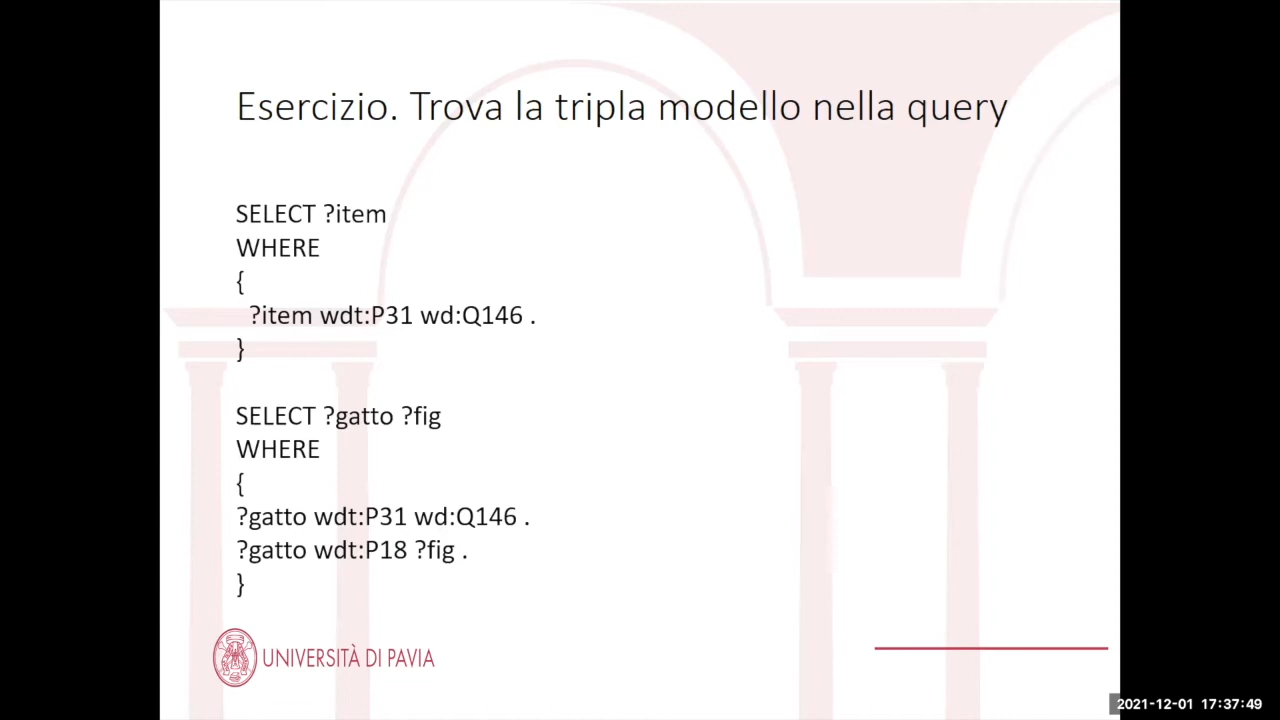 Esercizio. Trova la tripla modello nella query
SELECT ?item
WHERE
{
?item wdt:P31 wd:Q146 .
}
SELECT ?gatto ?fig
WHERE
{
?gatto wdt:P31 wd:Q146 .
?gatto wdt:P18 ?fig .
}
UNIVERSITÀ DI PAVIA
2021-12-01 17:37:49